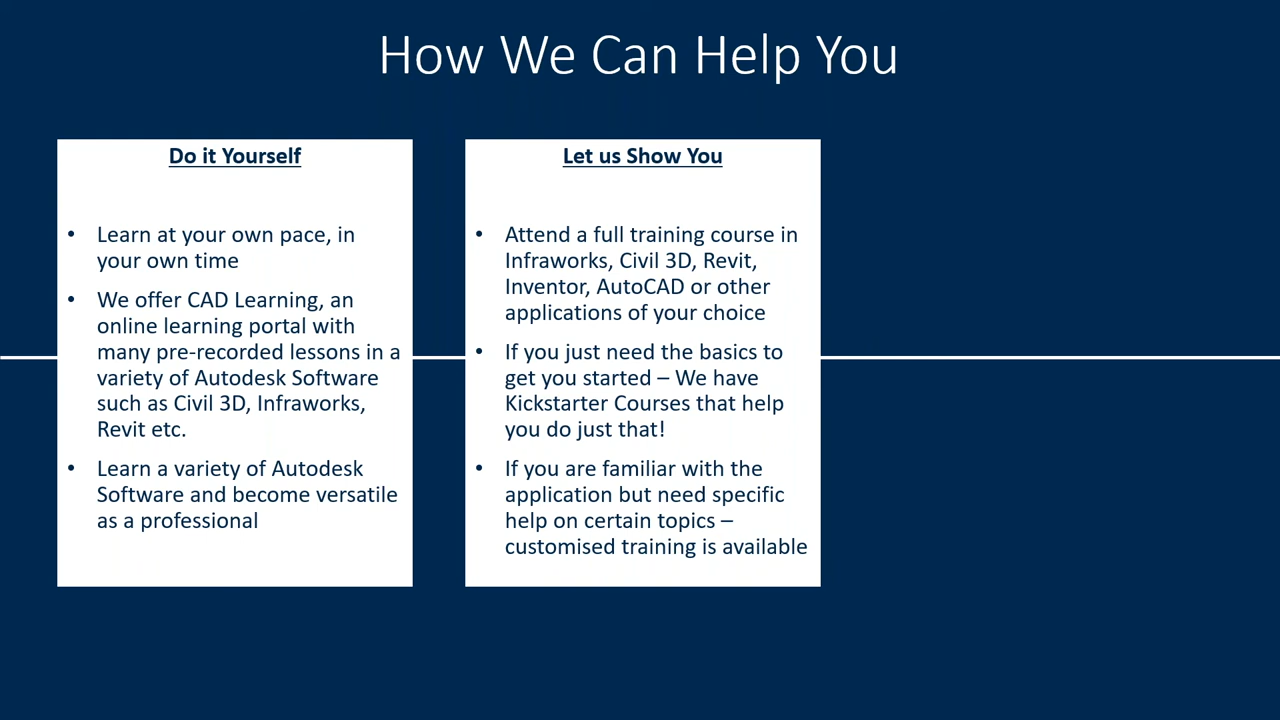 How We Can Help You
Do it Yourself
• Learn at your own pace, in
your own time
• We offer CAD Learning, an
online learning portal with
many pre-recorded lessons in a
variety of Autodesk Software
such as Civil 3D, Infraworks,
Revit etc.
• Learn a variety of Autodesk
Software and become versatile
as a professional
Let us Show You
• Attend a full training course in
Infraworks, Civil 3D, Revit,
Inventor, AutoCAD or other
applications of your choice
• If you just need the basics to
get you started – We have
Kickstarter Courses that help
you do just that!
• If you are familiar with the
application but need specific
help on certain topics –
customised training is available